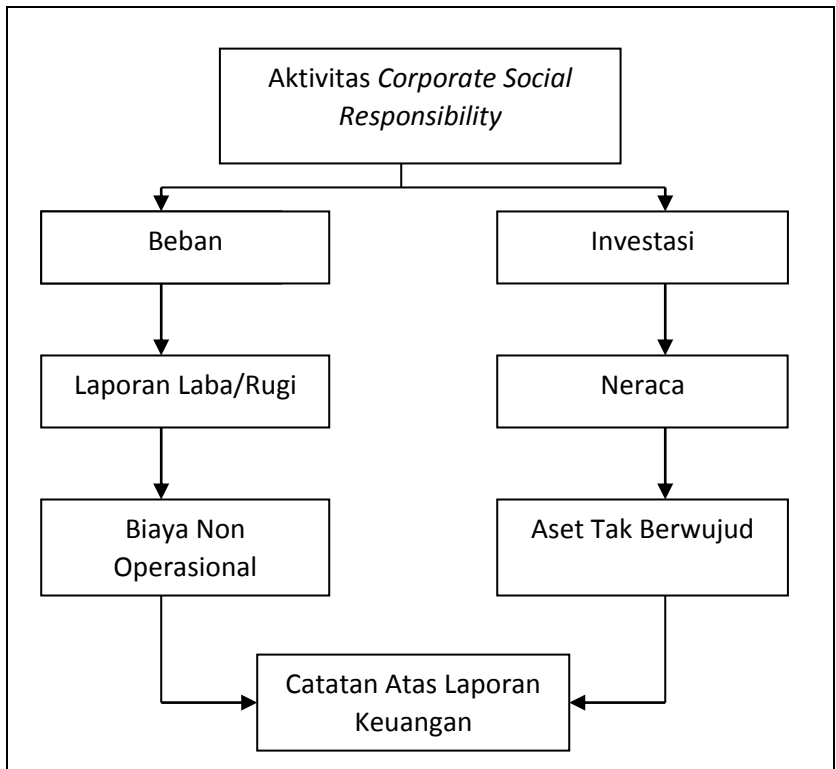 Aktivitas Corporate Social
Responsibility
Beban
Investasi
Laporan Laba/Rugi
Neraca
Biaya Non
Operasional
Aset Tak Berwujud
Catatan Atas Laporan
Keuangan